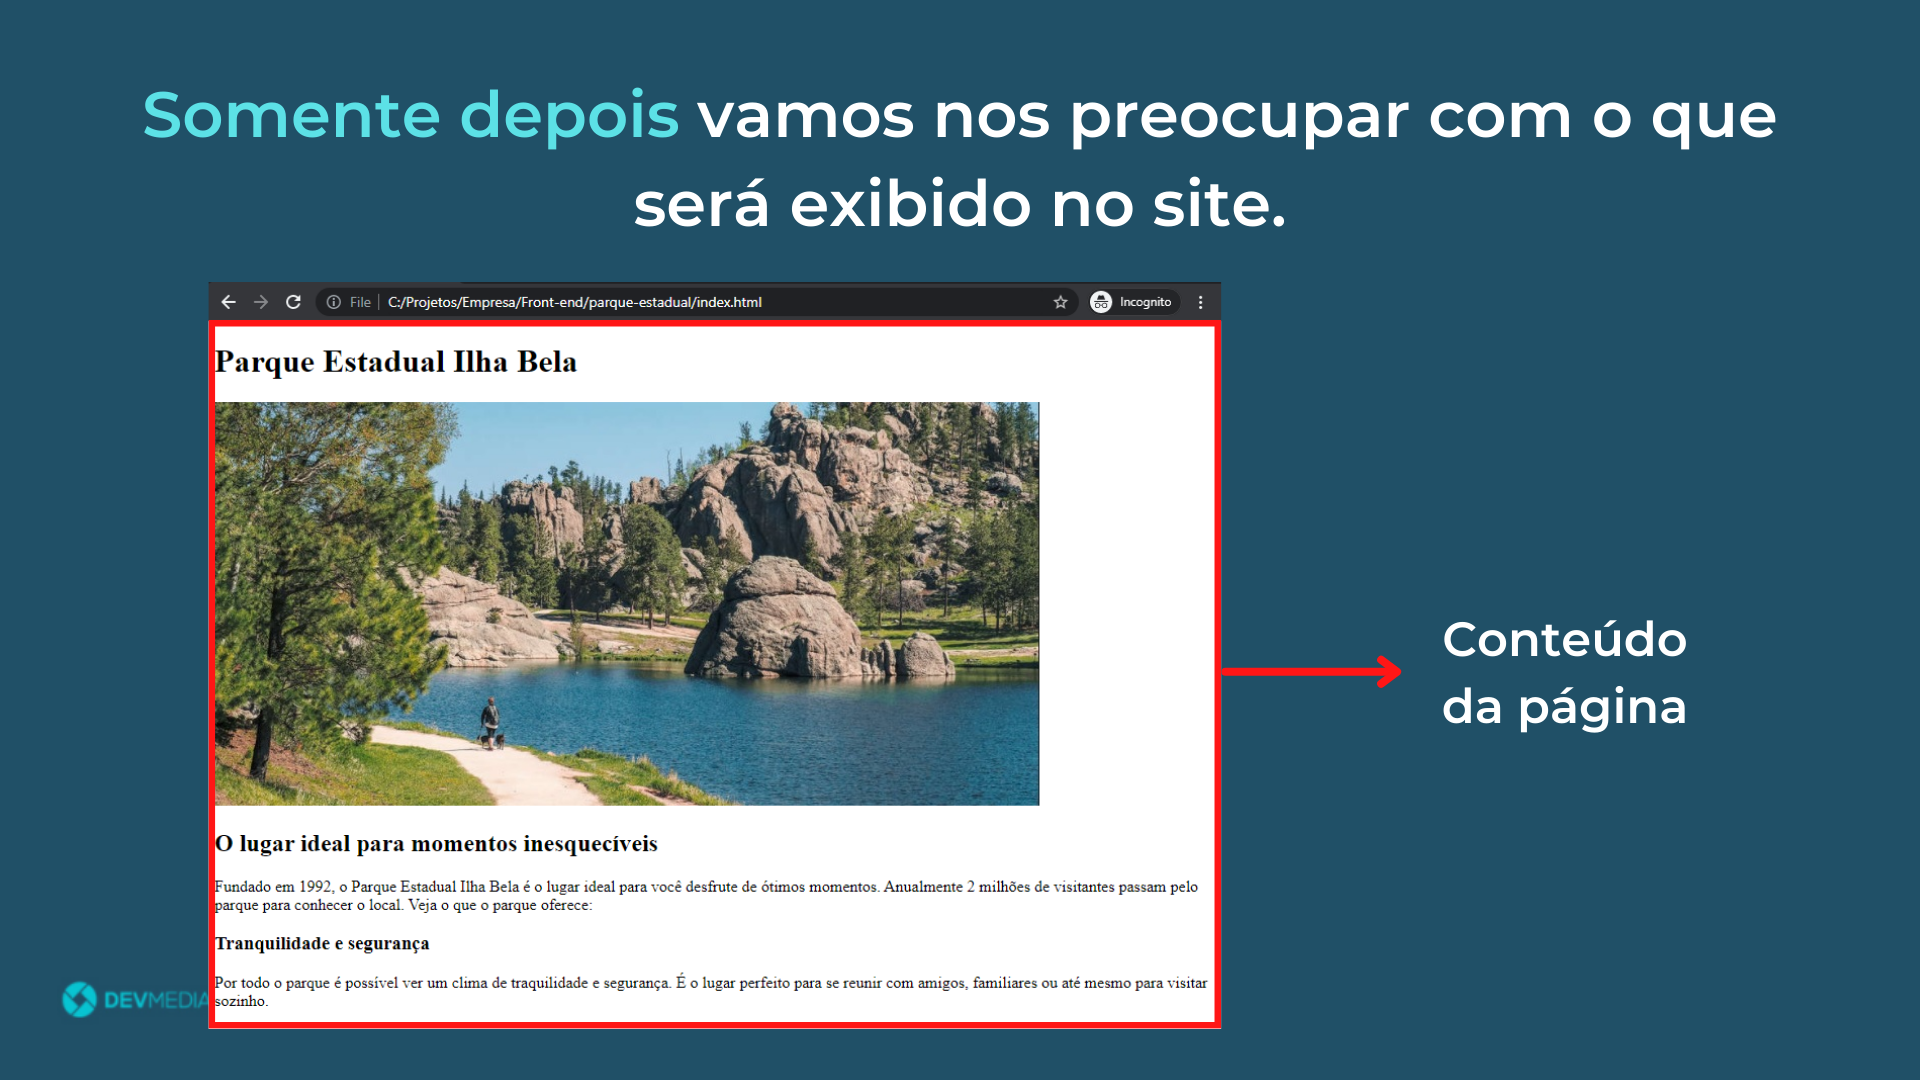 Somente depois vamos nos preocupar com o que
será exibido no site.
File C:/Projetos/Empresa/Front-end/parque-estadual/index.html Incognito
Parque Estadual Ilha Bela
Conteúdo
da página
O lugar ideal para momentos inesquecíveis
Fundado em 1992, o Parque Estadual Ilha Bela é o lugar ideal para você desfrute de ótimos momentos. Anualmente 2 milhões de visitantes passam pelo
parque para conhecer o local. Veja o que o parque oferece:
Tranquilidade e segurança
Por todo o parque é possível ver um clima de traquilidade e segurança. É o lugar perfeito para se reunir com amigos, familiares ou até mesmo para visitar
sozinho.
DEVMEDIA